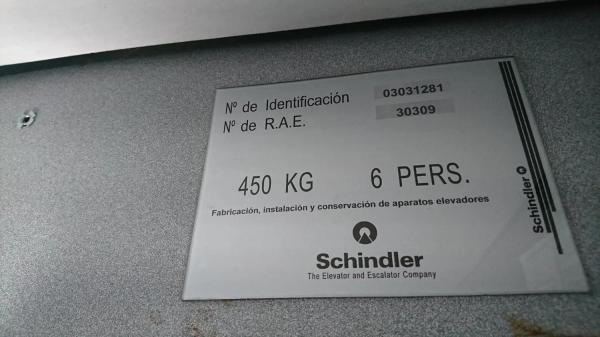 Nº de Identificación 03031281
Nº de R.A.E. 30309
450 KG 6 PERS.
Fabricación, instalación y conservación de aparatos elevadores
Schindler
The Elevator and Escalator Company
Schindler